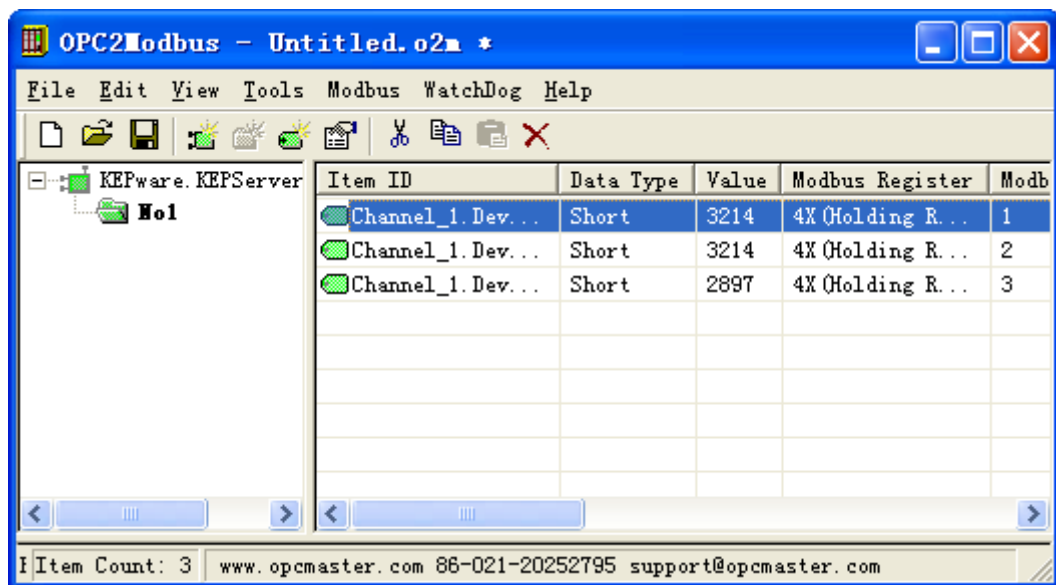 OPC2Modbus - Untitled.o2m *
File Edit View Tools Modbus WatchDog Help
KEPware.KEPServer
No1
Item ID Data Type Value Modbus Register Modb
Channel_1.Dev... Short 3214 4X(Holding R... 1
Channel_1.Dev... Short 3214 4X(Holding R... 2
Channel_1.Dev... Short 2897 4X(Holding R... 3
Item Count: 3 www.opcmaster.com 86-021-20252795 support@opcmaster.com